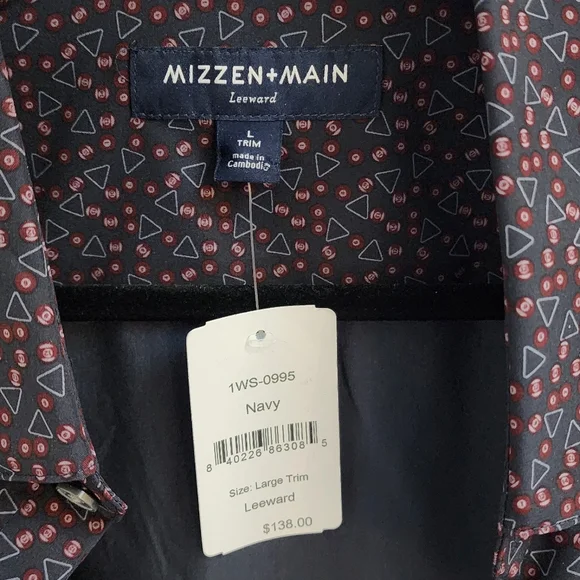 MIZZEN+MAIN
Leeward
L
TRIM
made in
Cambodia
1WS-0995
Navy
8 40226 86308 5
Size: Large Trim
Leeward
$138.00